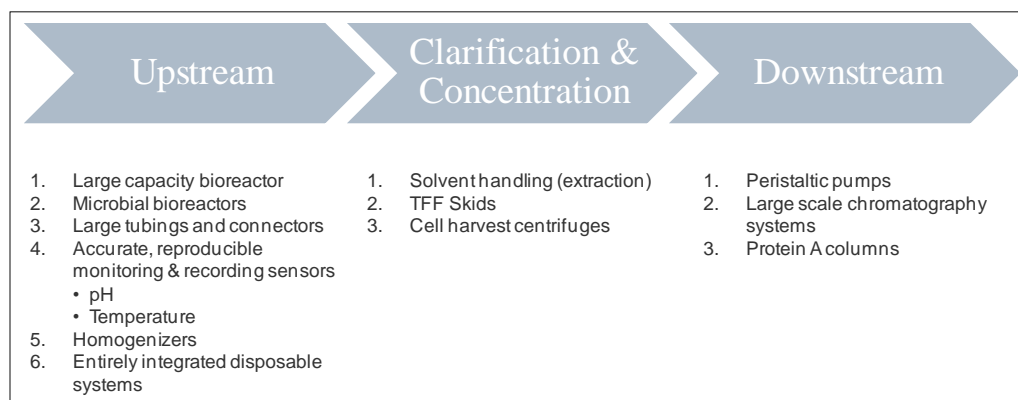 Upstream
Clarification &
Concentration
Downstream
1. Large capacity bioreactor
2. Microbial bioreactors
3. Large tubings and connectors
4. Accurate, reproducible
monitoring & recording sensors
• pH
• Temperature
5. Homogenizers
6. Entirely integrated disposable
systems
1. Solvent handling (extraction)
2. TFF Skids
3. Cell harvest centrifuges
1. Peristaltic pumps
2. Large scale chromatography
systems
3. Protein A columns